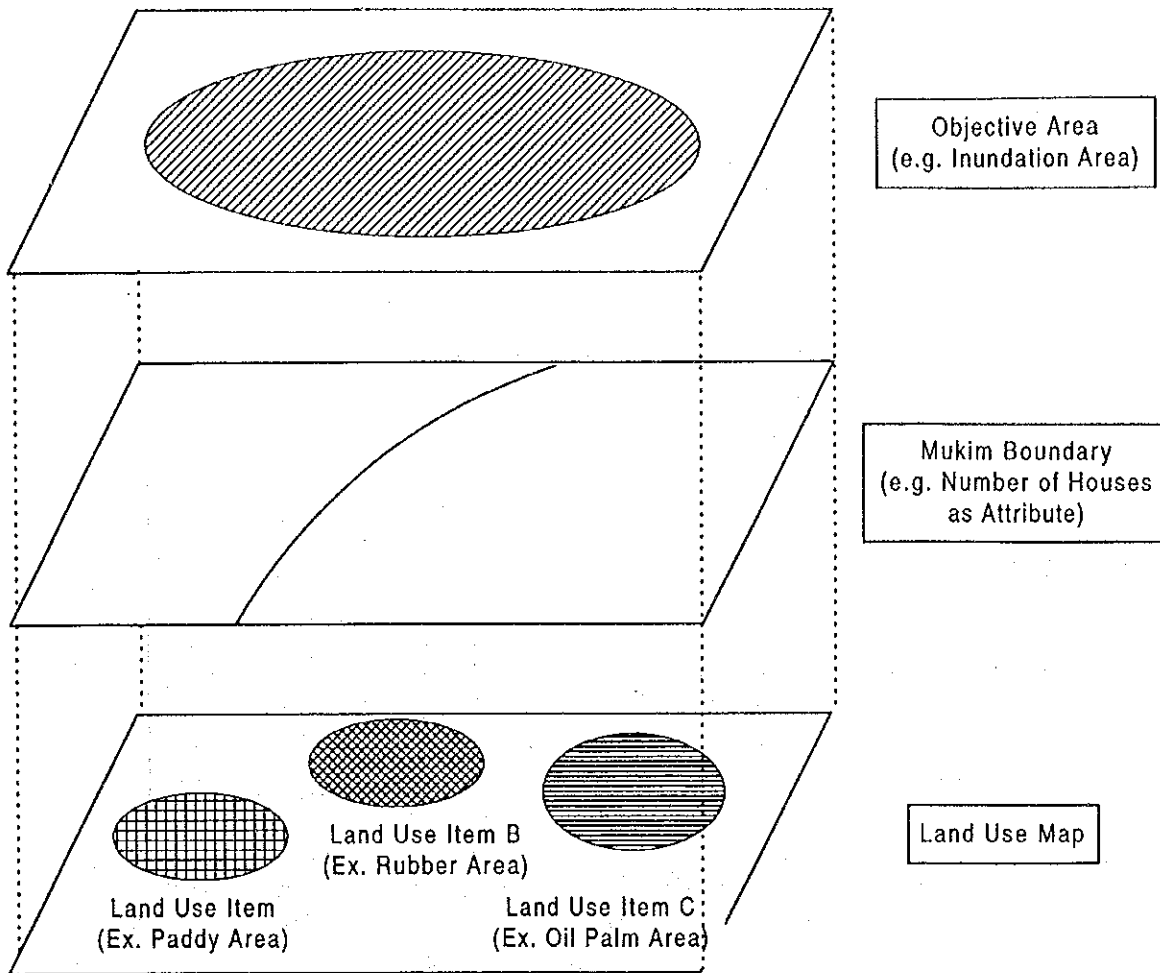 Objective Area
(e.g. Inundation Area)
Mukim Boundary
(e.g. Number of Houses
as Attribute)
Land Use Item B
(Ex. Rubber Area)
Land Use Map
Land Use Item
(Ex. Paddy Area)
Land Use Item C
(Ex. Oil Palm Area)